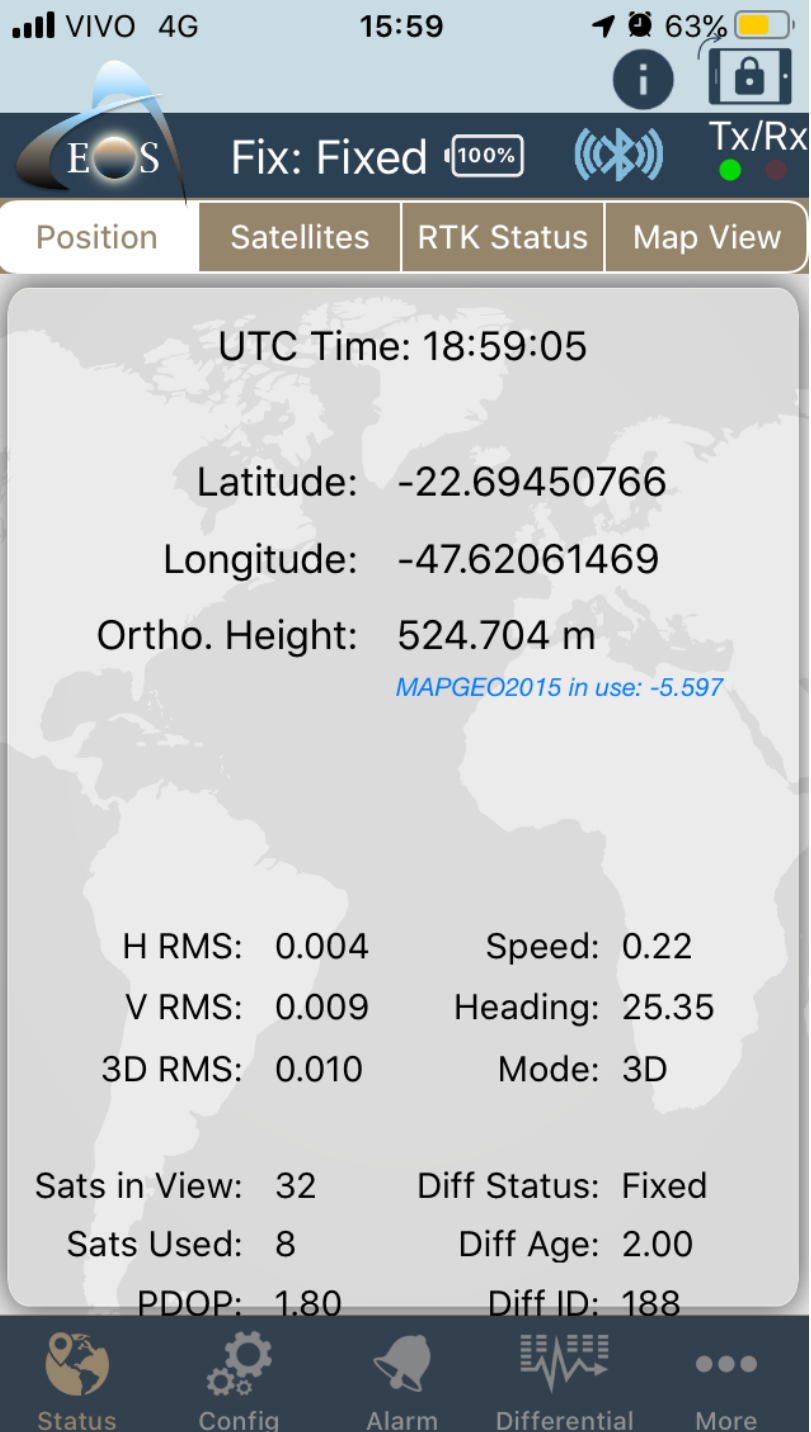 VIVO 4G 15:59 63%
EOS Fix: Fixed 100% Tx/Rx
Position Satellites RTK Status Map View
UTC Time: 18:59:05
Latitude: -22.69450766
Longitude: -47.62061469
Ortho. Height: 524.704 m
MAPGEO2015 in use: -5.597
H RMS: 0.004 Speed: 0.22
V RMS: 0.009 Heading: 25.35
3D RMS: 0.010 Mode: 3D
Sats in View: 32 Diff Status: Fixed
Sats Used: 8 Diff Age: 2.00
PDOP: 1.80 Diff ID: 188
Status Config Alarm Differential More